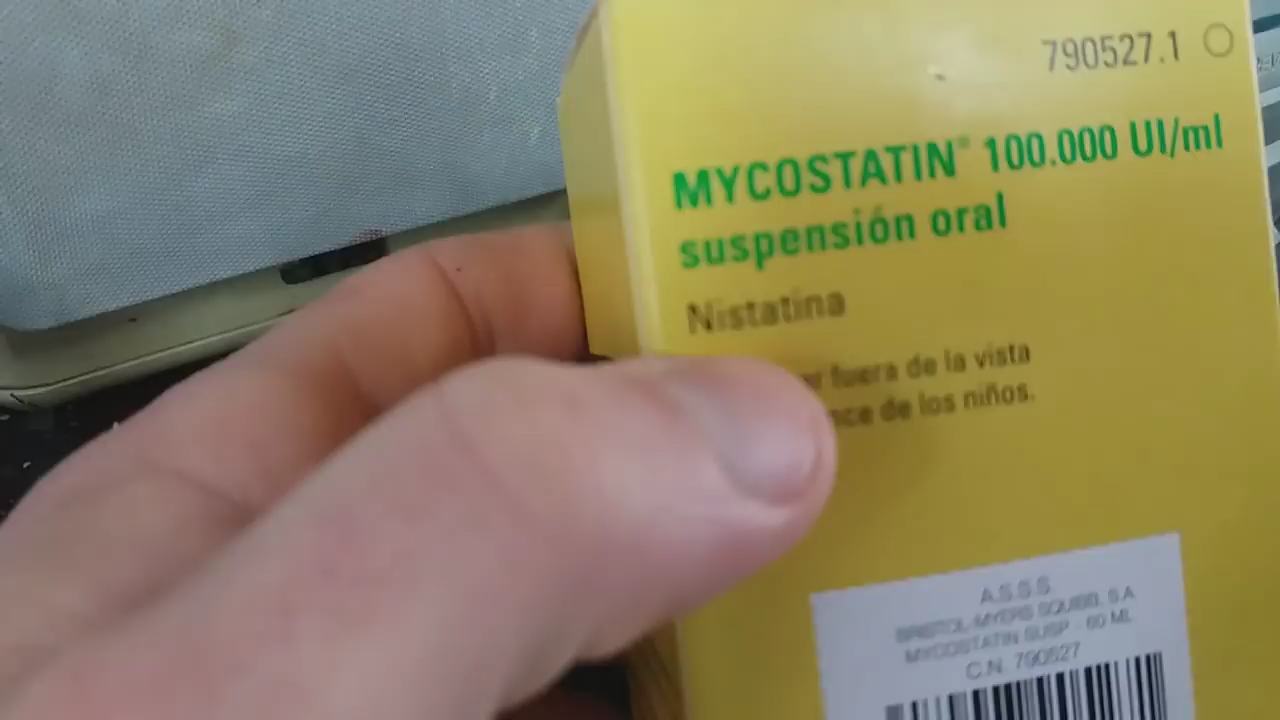 790527.1
MYCOSTATIN® 100.000 UI/ml
suspensión oral
Nistatina
fuera de la vista
de los niños.
A.S.S.S.
BRISTOL-MYERS SQUIBB, S.A.
MYCOSTATIN SUSP. 60 ML
C.N. 790527